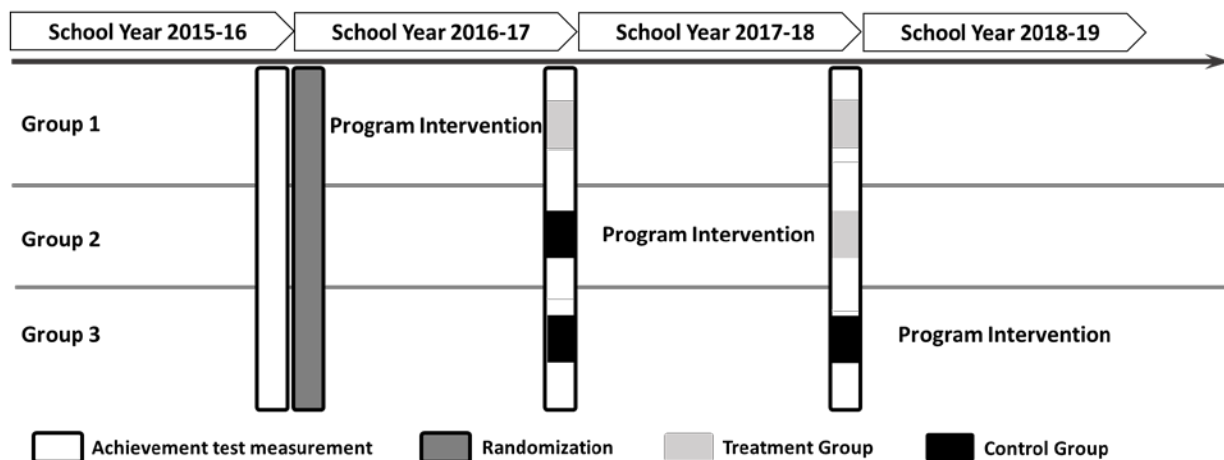 School Year 2015-16
School Year 2016-17
School Year 2017-18
School Year 2018-19
Group 1
Program Intervention
Group 2
Program Intervention
Group 3
Program Intervention
Achievement test measurement
Randomization
Treatment Group
Control Group